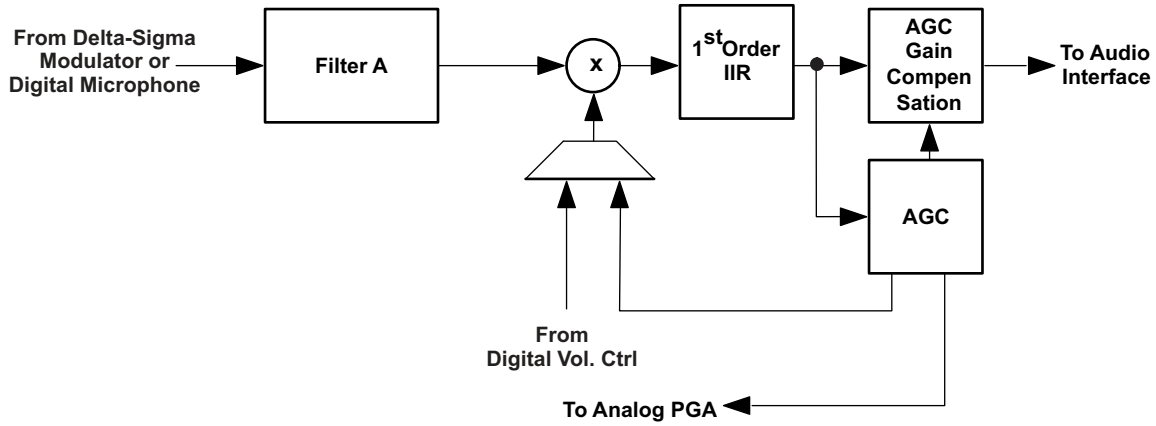 From Delta-Sigma
Modulator or
Digital Microphone
Filter A
x
1st Order
IIR
AGC
Gain
Compen
Sation
To Audio
Interface
AGC
From
Digital Vol. Ctrl
To Analog PGA